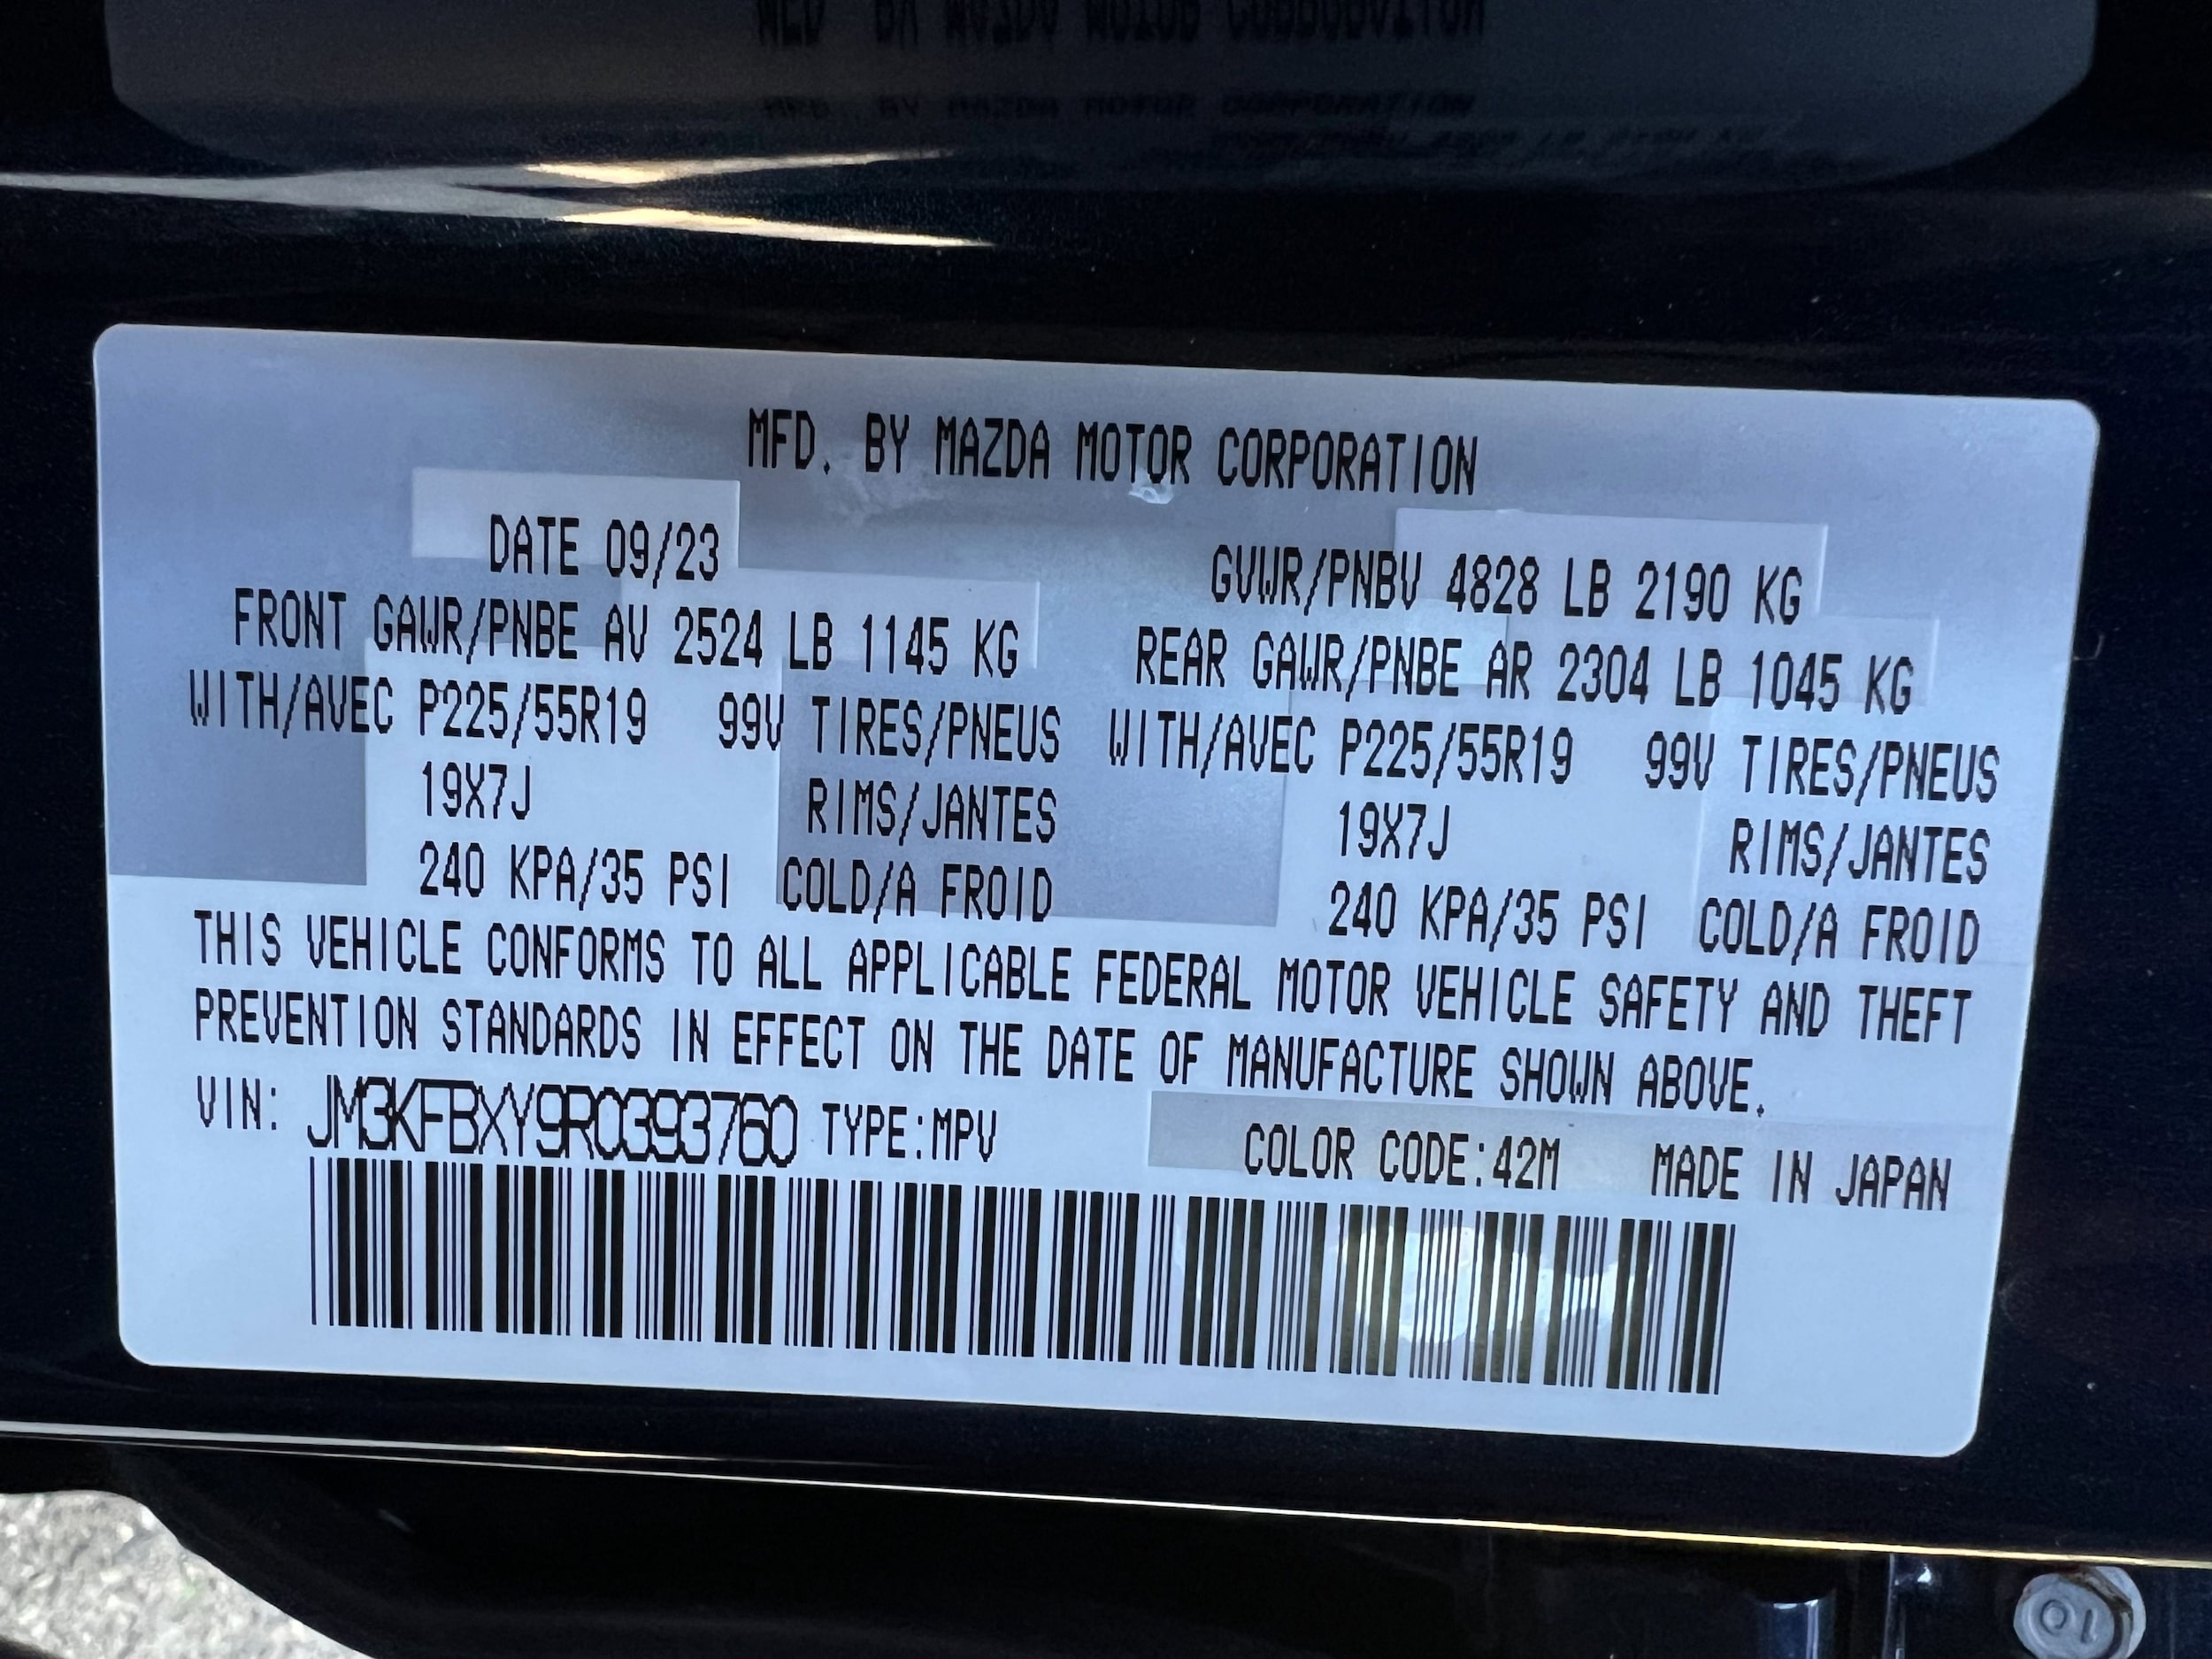 MFD. BY MAZDA MOTOR CORPORATION
DATE 09/23 GVWR/PNBV 4828 LB 2190 KG
FRONT GAWR/PNBE AV 2524 LB 1145 KG REAR GAWR/PNBE AR 2304 LB 1045 KG
WITH/AVEC P225/55R19 99V TIRES/PNEUS WITH/AVEC P225/55R19 99V TIRES/PNEUS
19X7J RIMS/JANTES 19X7J RIMS/JANTES
240 KPA/35 PSI COLD/A FROID 240 KPA/35 PSI COLD/A FROID
THIS VEHICLE CONFORMS TO ALL APPLICABLE FEDERAL MOTOR VEHICLE SAFETY AND THEFT
PREVENTION STANDARDS IN EFFECT ON THE DATE OF MANUFACTURE SHOWN ABOVE.
VIN: JM3KFBXY9R0393760 TYPE:MPV COLOR CODE:42M MADE IN JAPAN
10